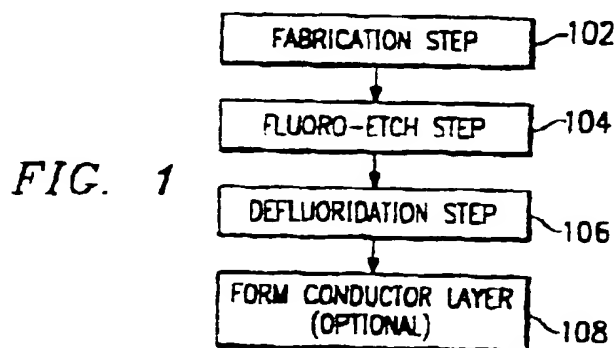 FABRICATION STEP
102
FLUORO-ETCH STEP
104
FIG. 1
DEFLUORIDATION STEP
106
FORM CONDUCTOR LAYER
(OPTIONAL)
108